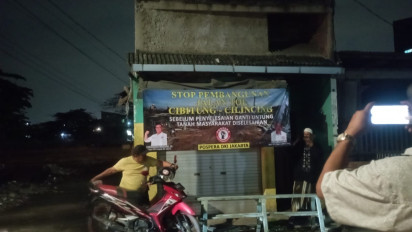 STOP PEMBANGUNAN
CIBITUNG - CILINCING
SEBELUM PENYELESAIAN GANTI UNTUNG
TANAH MASYARAKAT DISELESAIKAN
POSPERA DKI JAKARTA